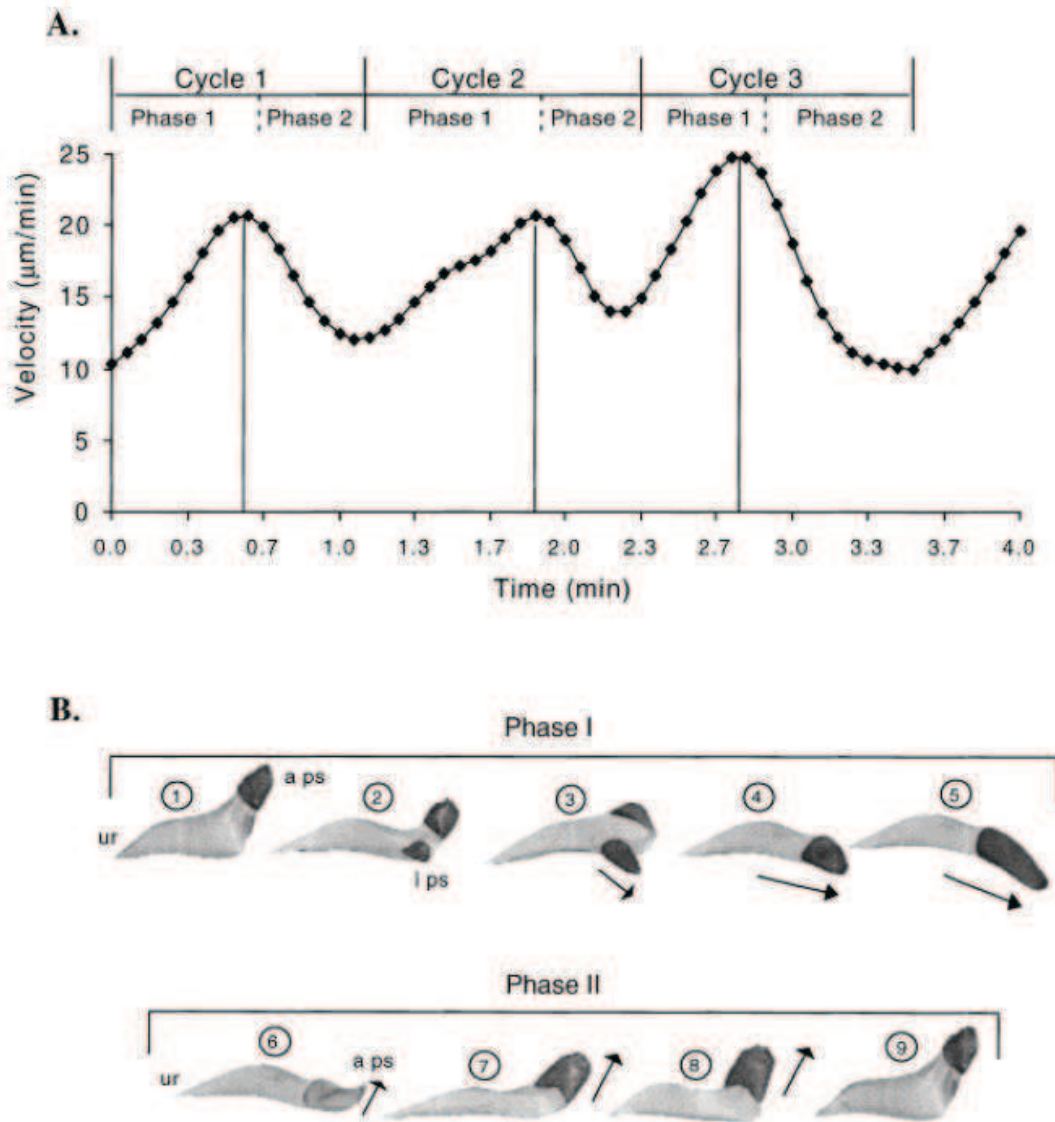 A.
Cycle 1 Cycle 2 Cycle 3
Phase 1 Phase 2 Phase 1 Phase 2 Phase 1 Phase 2
25
20
15
10
5
0
Velocity (µm/min)
0.0 0.3 0.7 1.0 1.3 1.7 2.0 2.3 2.7 3.0 3.3 3.7 4.0
Time (min)
B.
Phase I
1 2 3 4 5
a ps
ur
l ps
Phase II
6 7 8 9
ur a ps